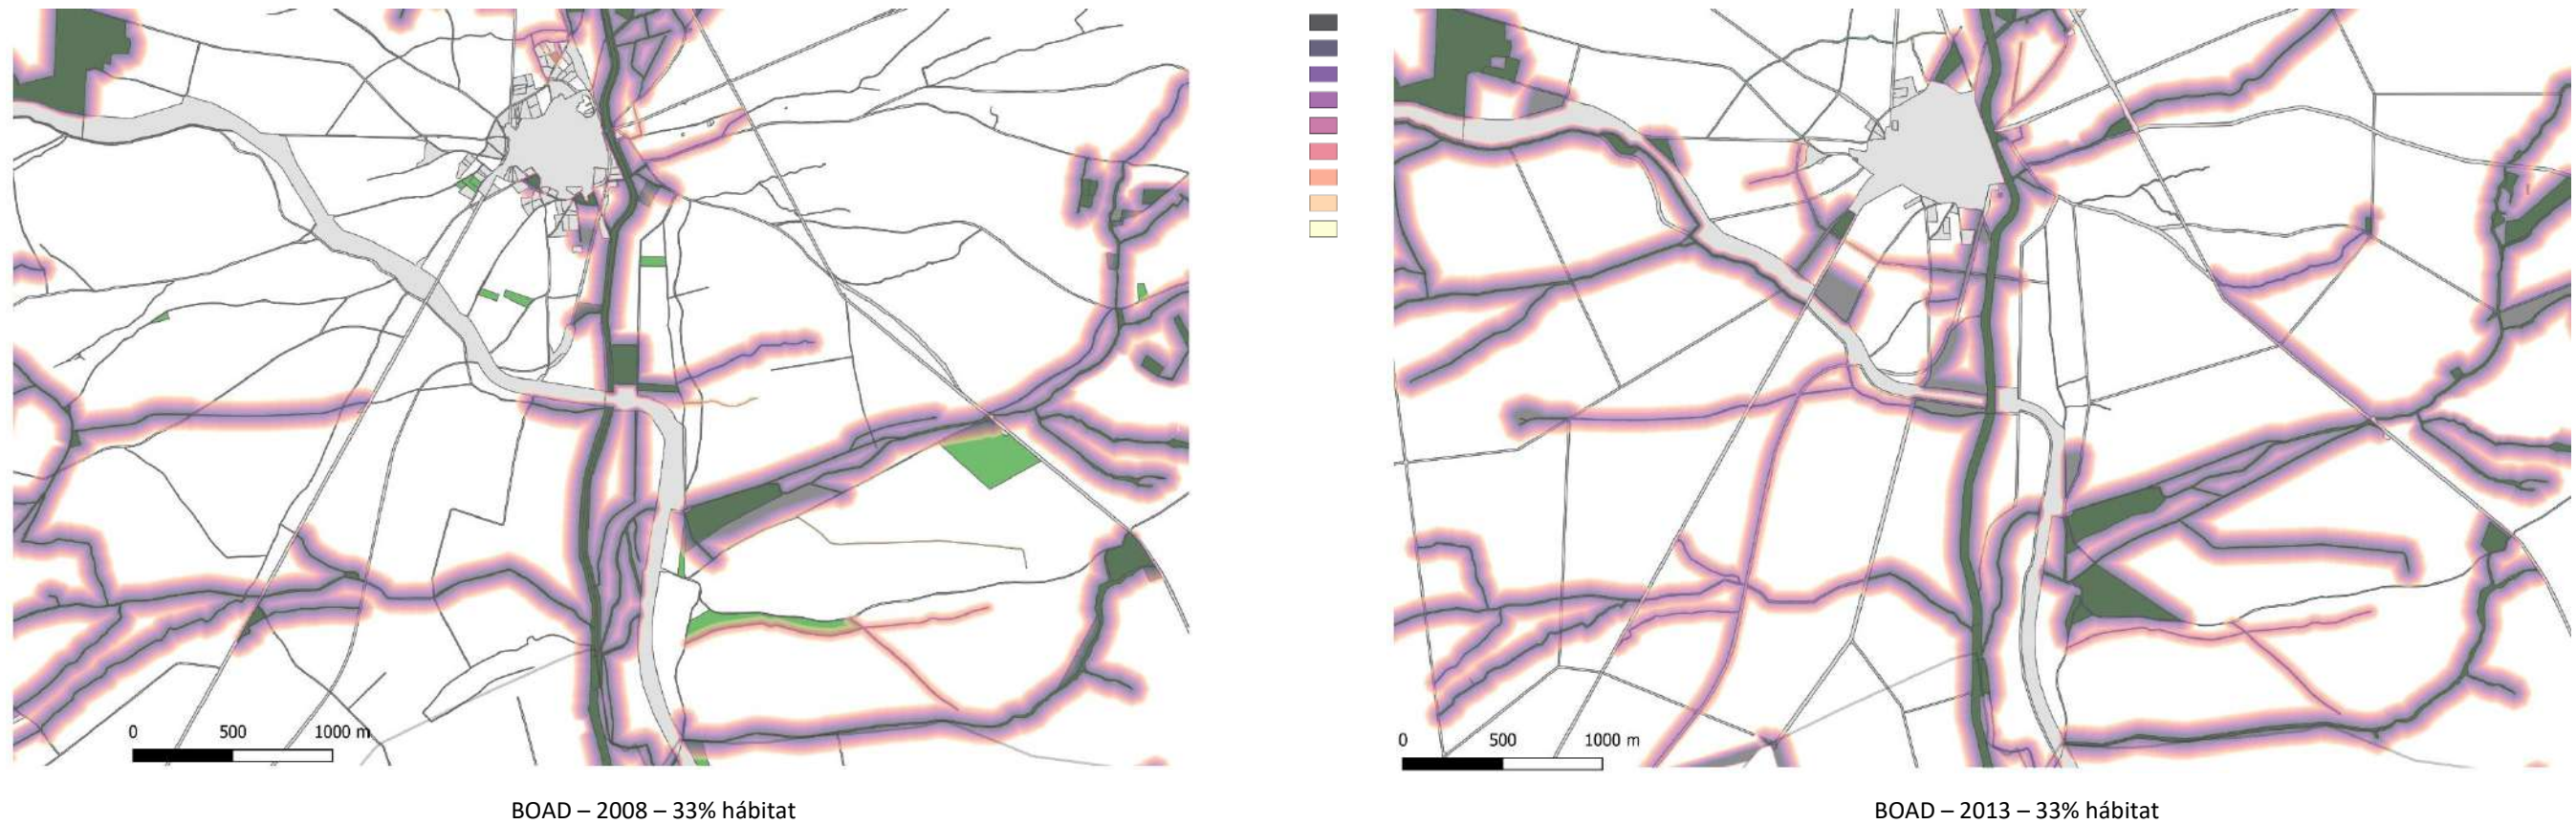 0 500 1000 m
0 500 1000 m
BOAD – 2008 – 33% hábitat
BOAD – 2013 – 33% hábitat